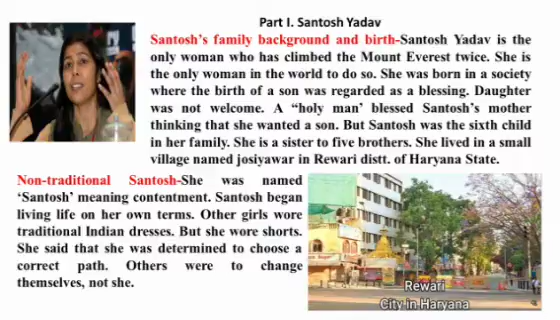 Part I. Santosh Yadav
Santosh's family background and birth-Santosh Yadav is the
only woman who has climbed the Mount Everest twice. She is
the only woman in the world to do so. She was born in a society
where the birth of a son was regarded as a blessing. Daughter
was not welcome. A “holy man’ blessed Santosh’s mother
thinking that she wanted a son. But Santosh was the sixth child
in her family. She is a sister to five brothers. She lived in a small
village named josiyawar in Rewari distt. of Haryana State.
Non-traditional Santosh-She was named
‘Santosh’ meaning contentment. Santosh began
living life on her own terms. Other girls wore
traditional Indian dresses. But she wore shorts.
She said that she was determined to choose a
correct path. Others were to change
themselves, not she.
Rewari
City in Haryana